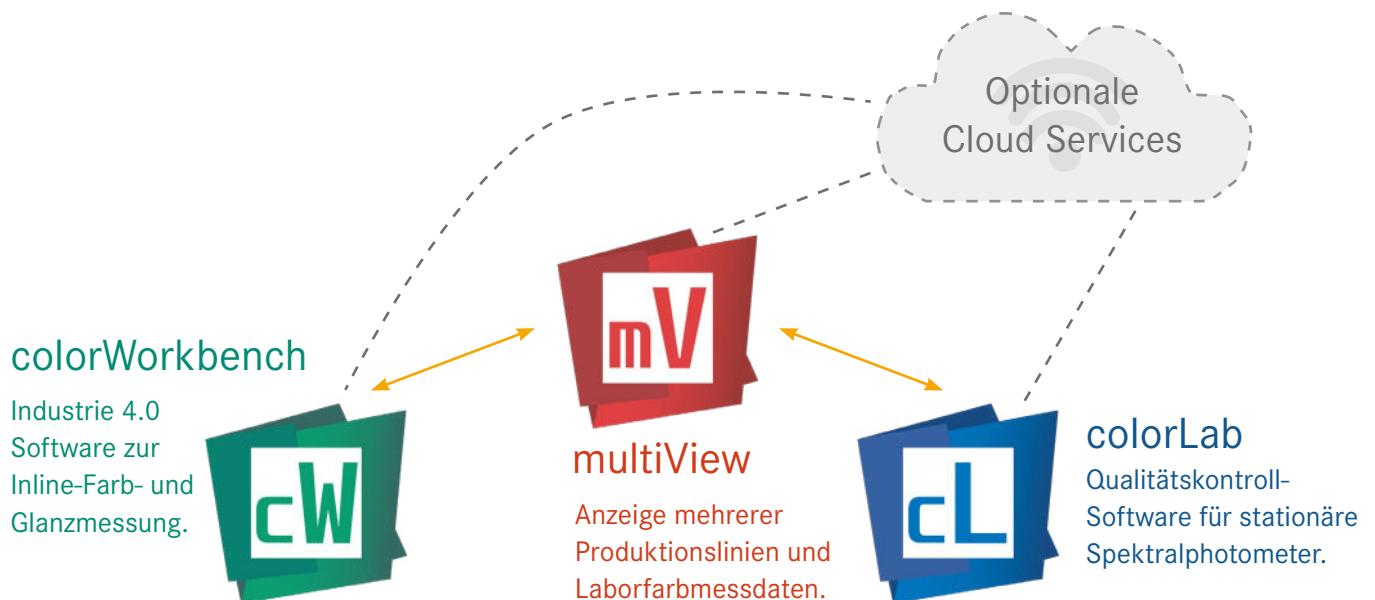 Optionale
Cloud Services
mV
colorWorkbench
Industrie 4.0
Software zur
Inline-Farb- und
Glanzmessung.
cW
multiView
Anzeige mehrerer
Produktionslinien und
Laborfarbmessdaten.
cL
colorLab
Qualitätskontroll-
Software für stationäre
Spektralphotometer.